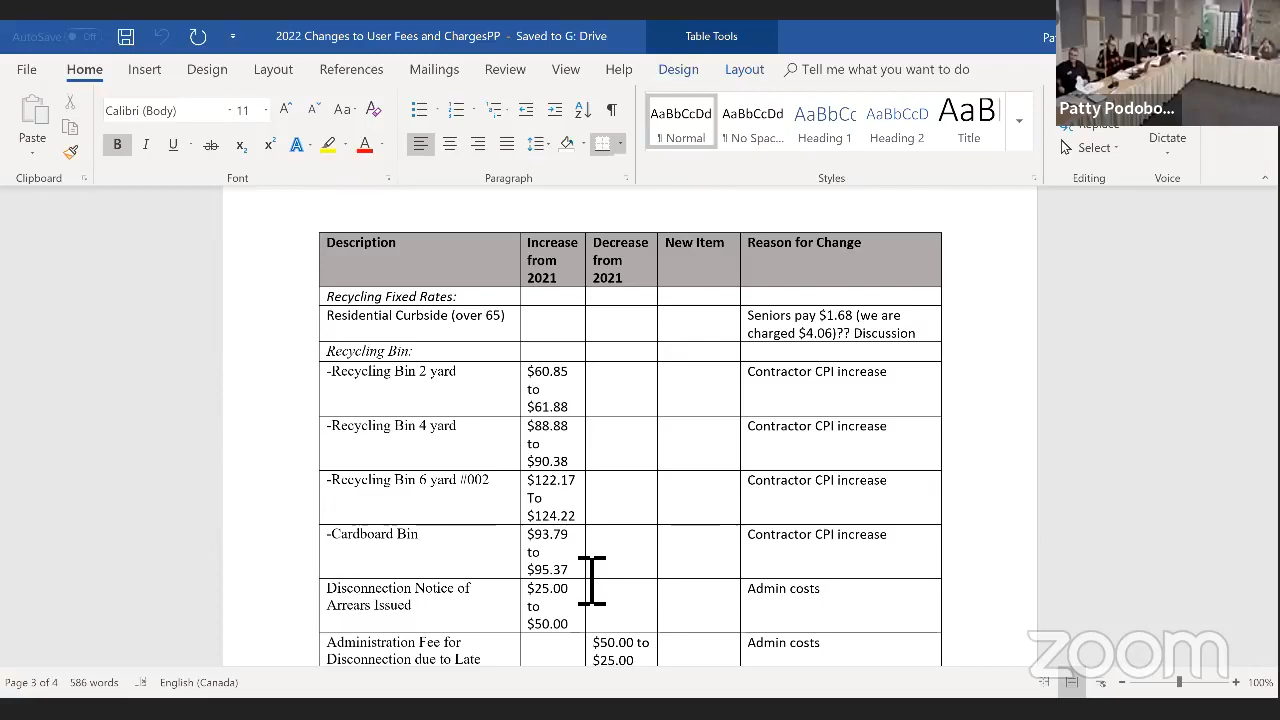 AutoSave Off
2022 Changes to User Fees and ChargesPP - Saved to G: Drive
Table Tools
Pa
File Home Insert Design Layout References Mailings Review View Help Design Layout Tell me what you want to do
Patty Podobo...
Paste
Calibri (Body) 11
AaBbCcDd AaBbCcDd AaBbCc AaBbCcD AaB
¶ Normal ¶ No Spac... Heading 1 Heading 2 Title
Replace
Select
Dictate
Clipboard Font Paragraph Styles Editing Voice
Description
Increase from 2021
Decrease from 2021
New Item
Reason for Change
Recycling Fixed Rates:
Residential Curbside (over 65)
Seniors pay $1.68 (we are
charged $4.06)?? Discussion
Recycling Bin:
-Recycling Bin 2 yard
$60.85
to
$61.88
Contractor CPI increase
-Recycling Bin 4 yard
$88.88
to
$90.38
Contractor CPI increase
-Recycling Bin 6 yard #002
$122.17
To
$124.22
Contractor CPI increase
-Cardboard Bin
$93.79
to
$95.37
Contractor CPI increase
Disconnection Notice of
Arrears Issued
$25.00
to
$50.00
Admin costs
Administration Fee for
Disconnection due to Late
$50.00 to
$25.00
Admin costs
zoom
Page 3 of 4 586 words English (Canada) 100%